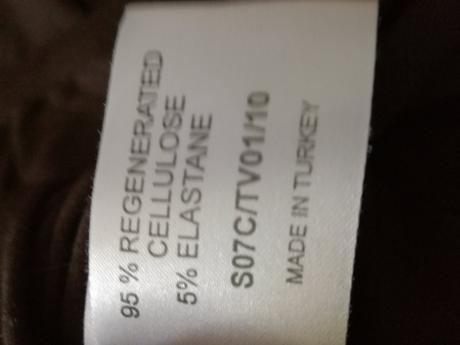 95 % REGENERATED
CELLULOSE
5% ELASTANE
S07C/TV01/10
MADE IN TURKEY